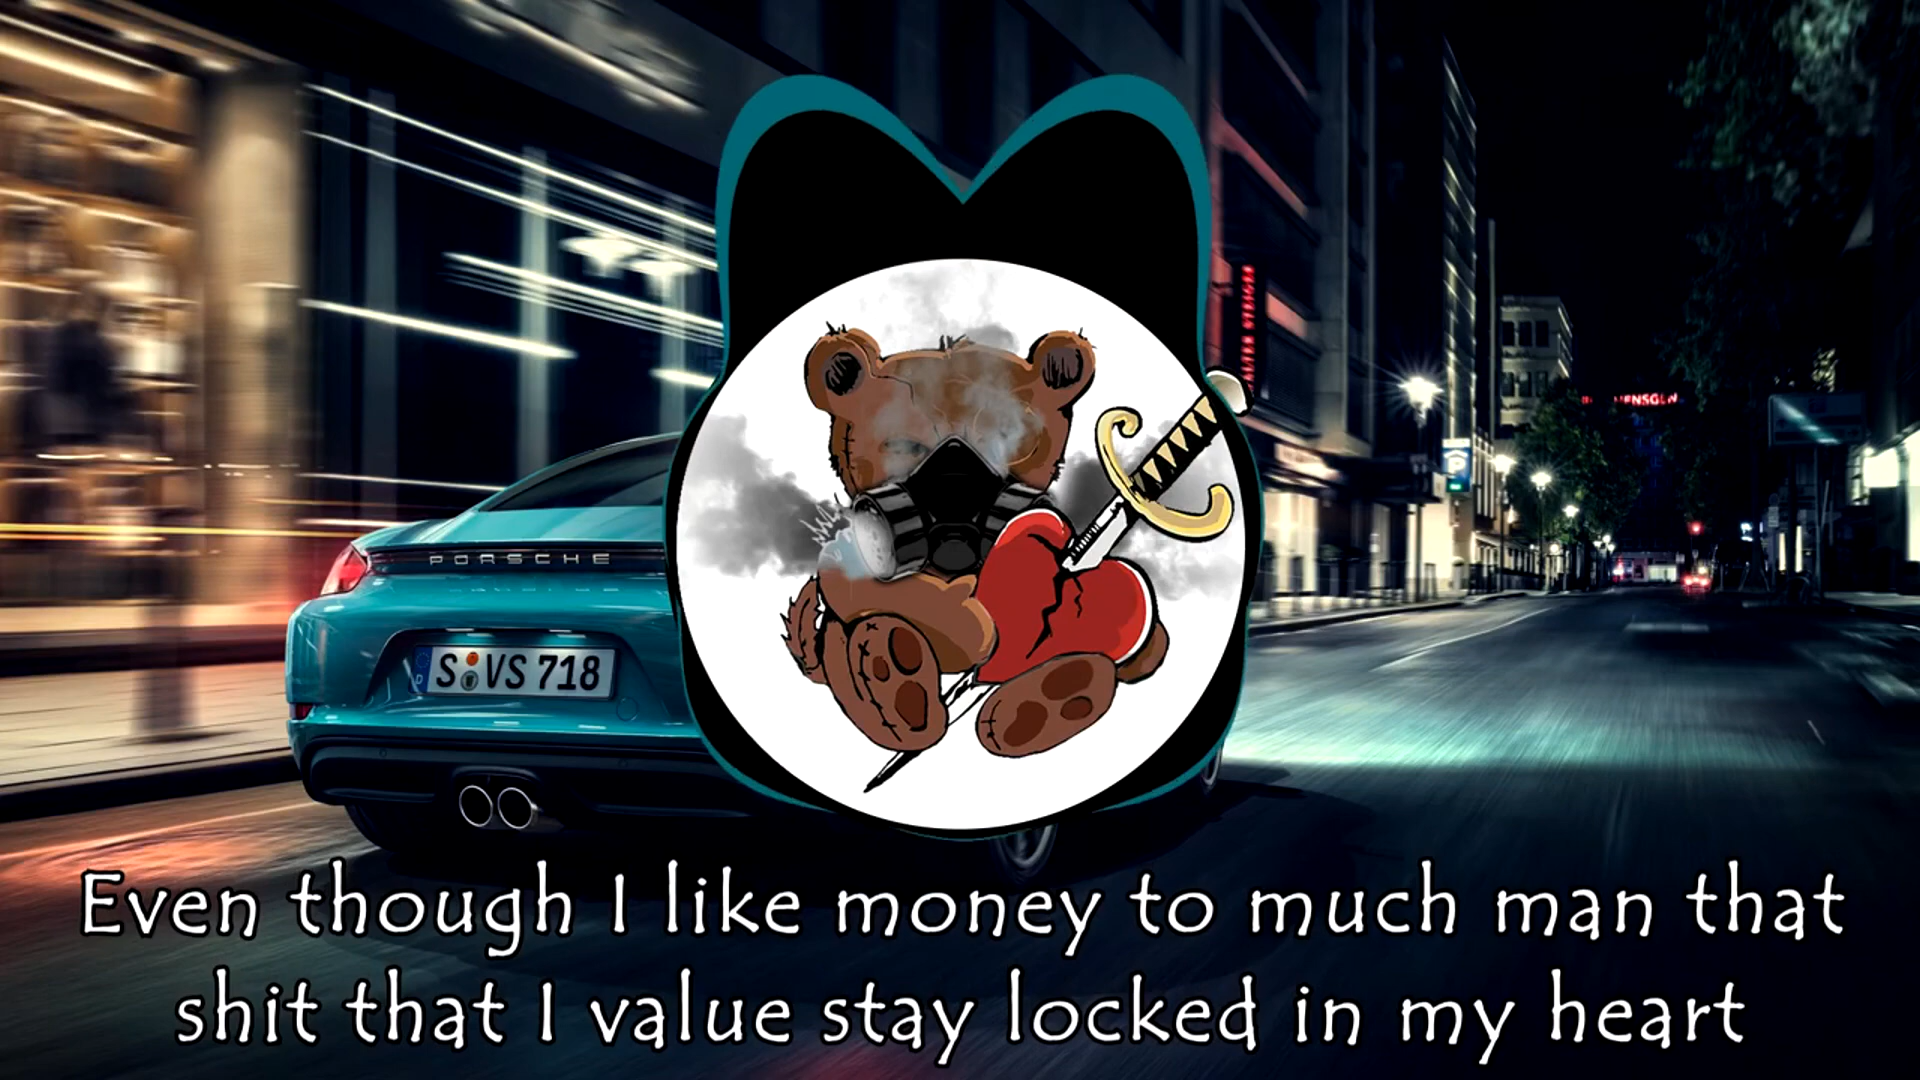 PORSCHE
S VS 718
Even though I like money to much man that
shit that I value stay locked in my heart